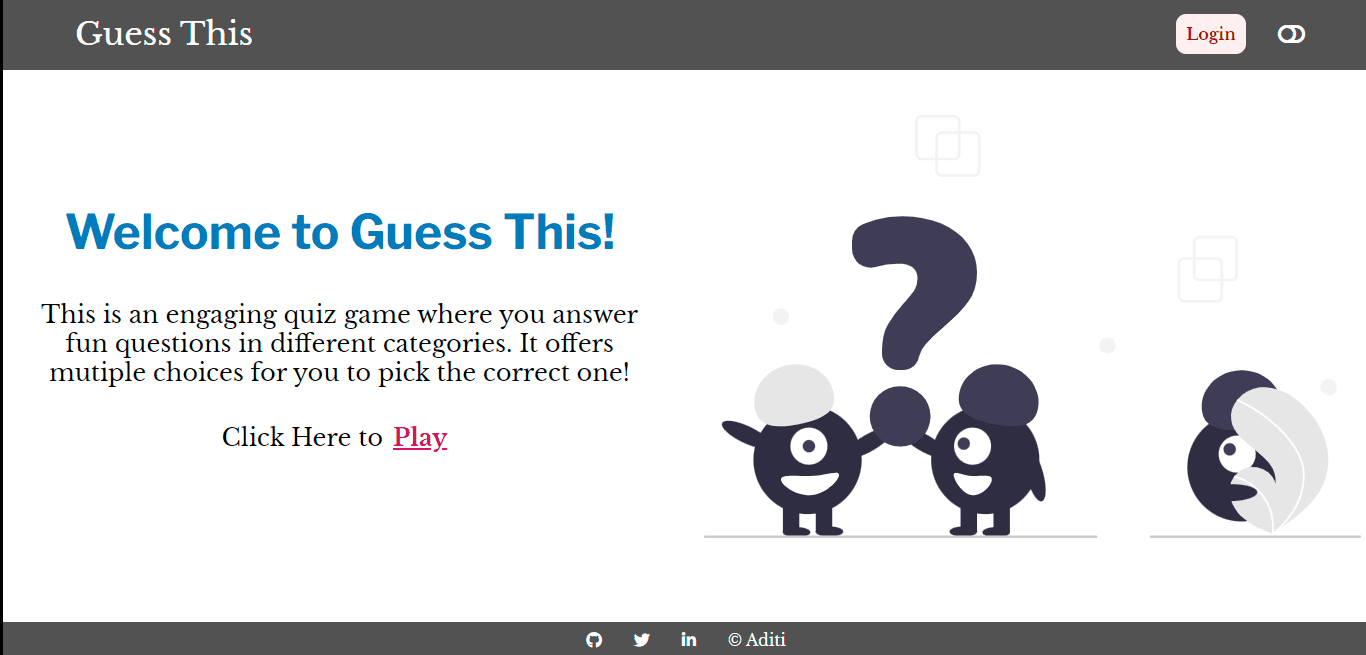 Guess This
Login
Welcome to Guess This!
This is an engaging quiz game where you answer
fun questions in different categories. It offers
mutiple choices for you to pick the correct one!
Click Here to Play
?
© Aditi